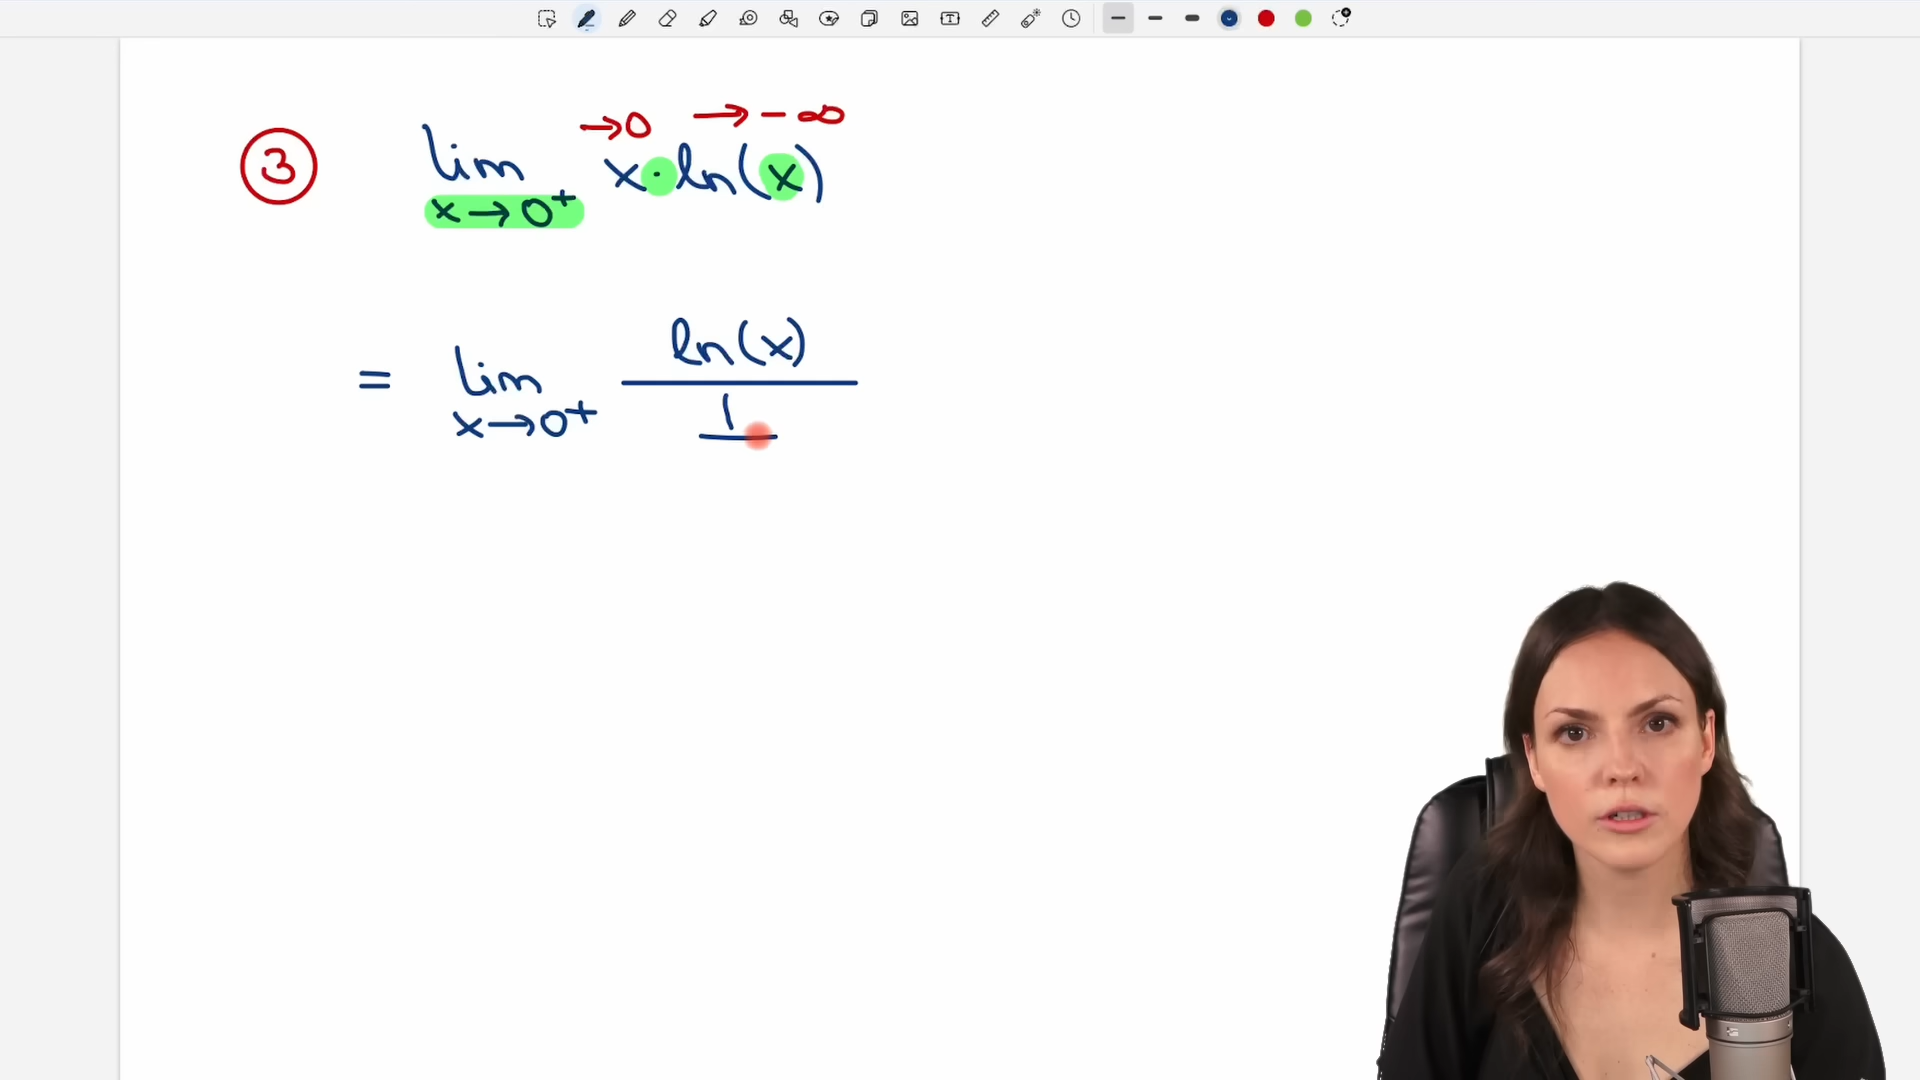 →0 → - ∞
③ lim x · ln(x)
x → 0⁺
ln(x)
= lim
x → 0⁺ 1